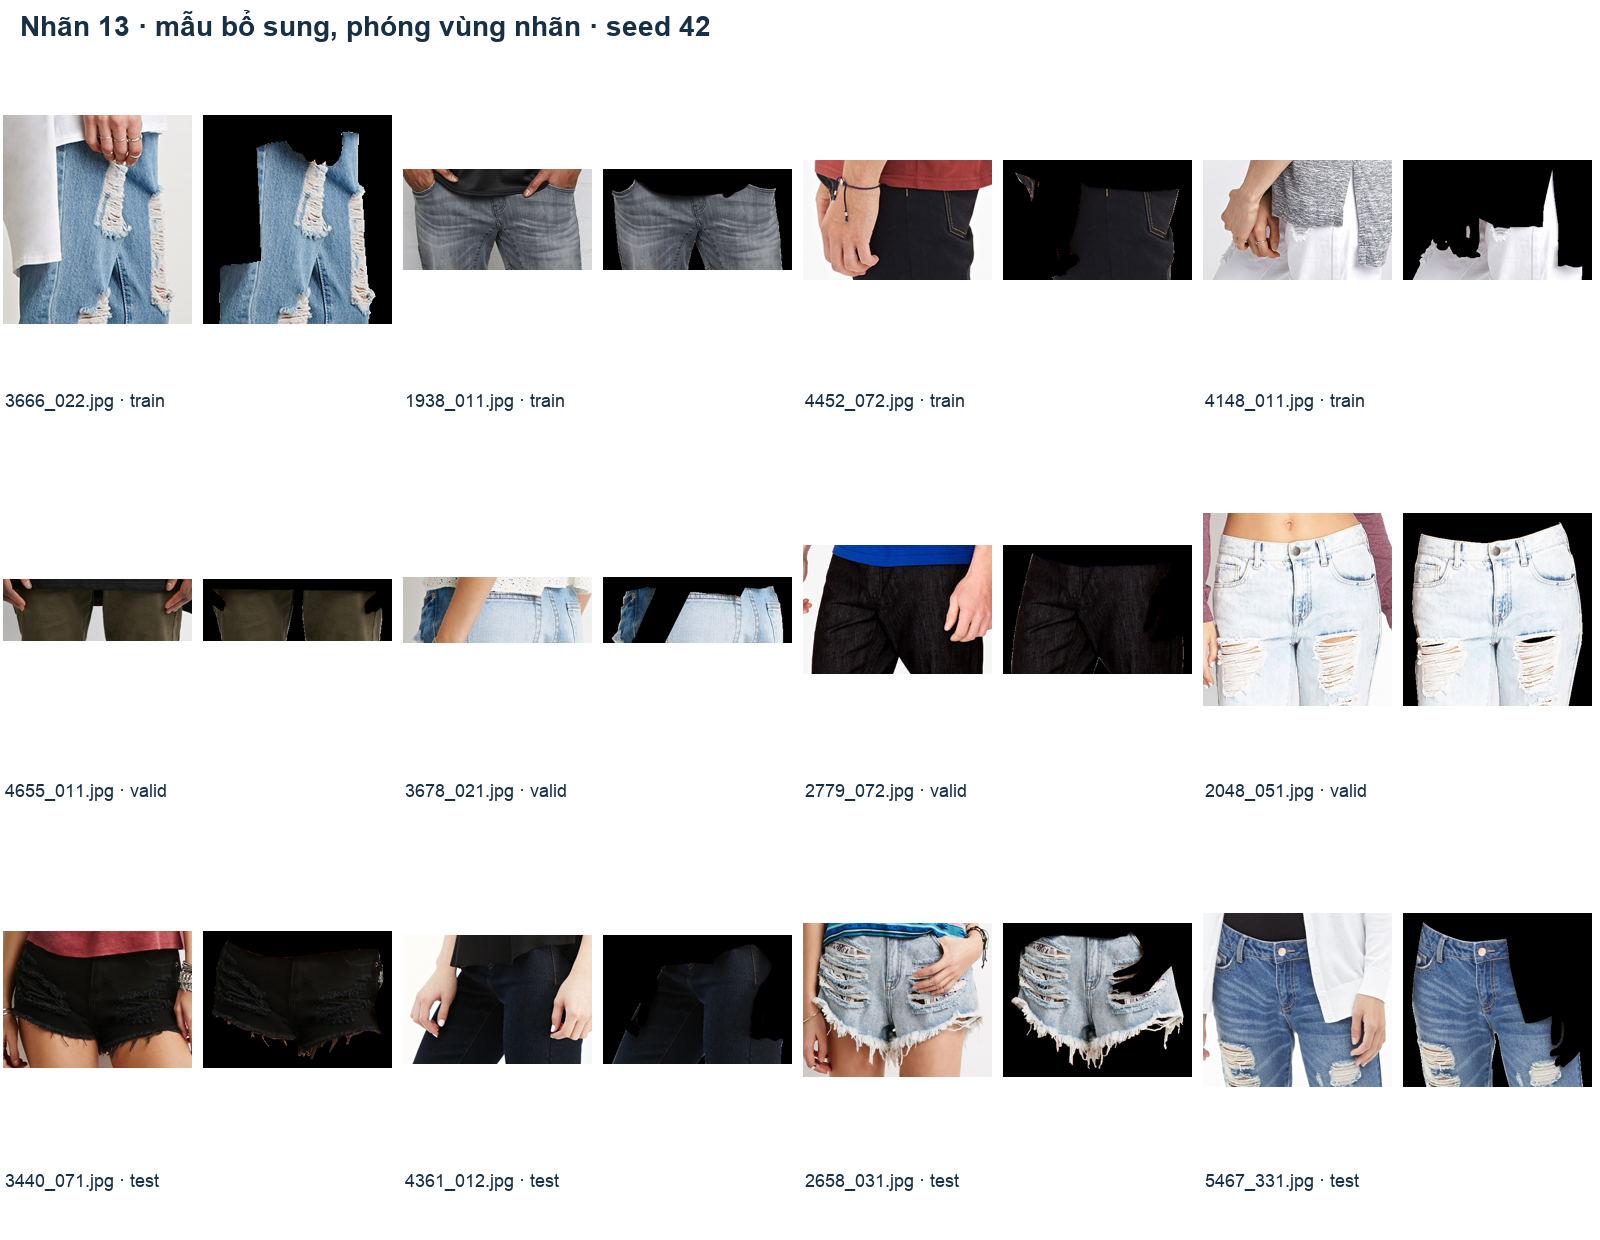 Nhãn 13 · mẫu bổ sung, phóng vùng nhãn · seed 42
3666_022.jpg · train
1938_011.jpg · train
4452_072.jpg · train
4148_011.jpg · train
4655_011.jpg · valid
3678_021.jpg · valid
2779_072.jpg · valid
2048_051.jpg · valid
3440_071.jpg · test
4361_012.jpg · test
2658_031.jpg · test
5467_331.jpg · test